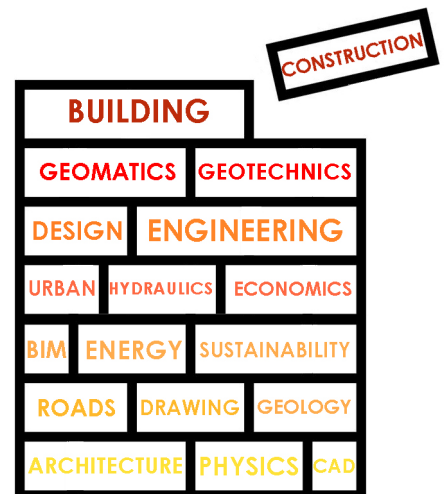 CONSTRUCTION
BUILDING
GEOMATICS GEOTECHNICS
DESIGN ENGINEERING
URBAN HYDRAULICS ECONOMICS
BIM ENERGY SUSTAINABILITY
ROADS DRAWING GEOLOGY
ARCHITECTURE PHYSICS CAD